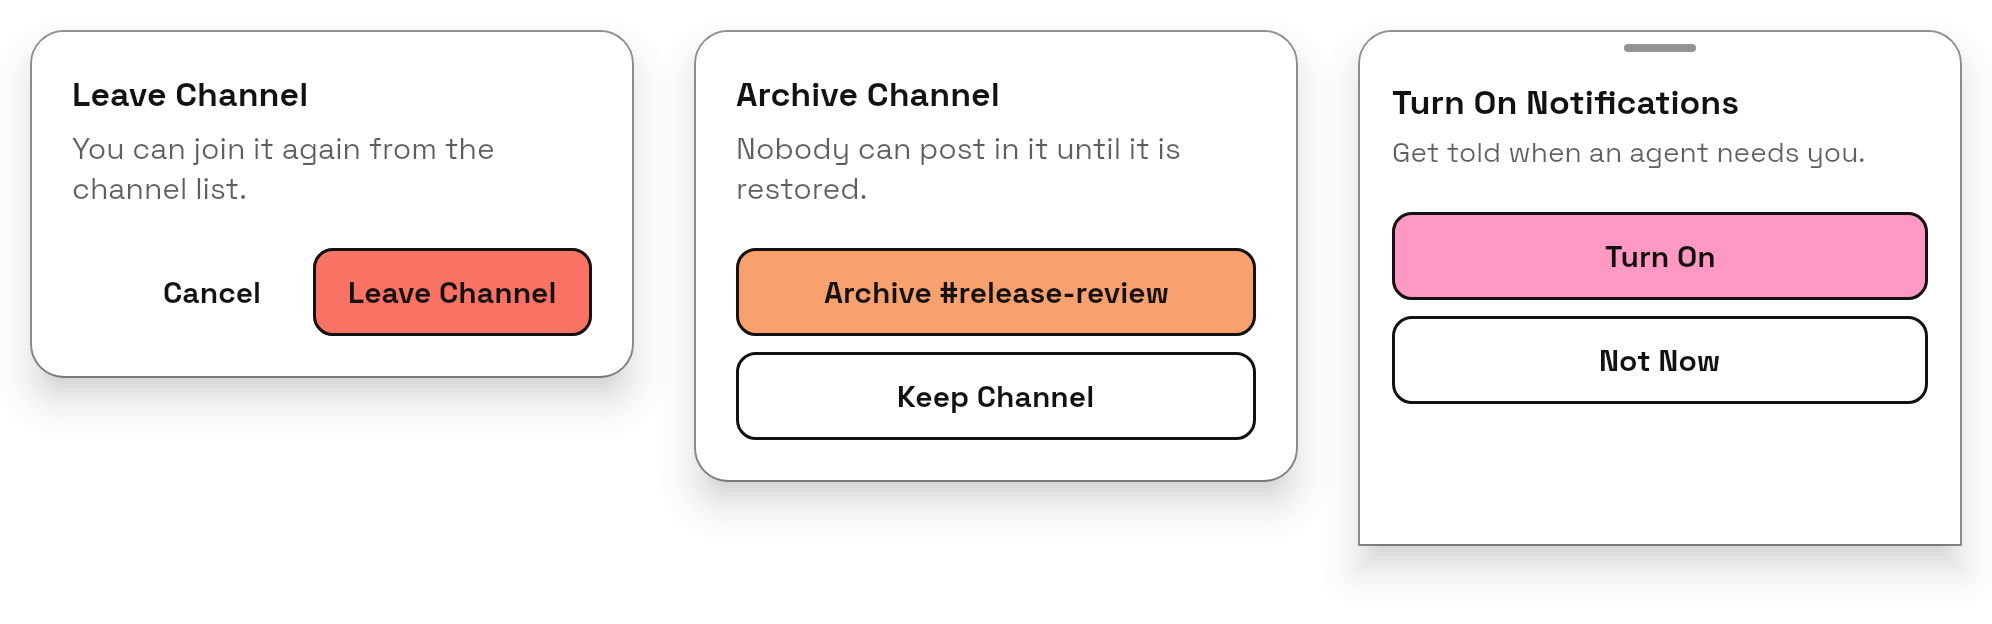 Leave Channel
You can join it again from the
channel list.
Cancel
Leave Channel
Archive Channel
Nobody can post in it until it is
restored.
Archive #release-review
Keep Channel
Turn On Notifications
Get told when an agent needs you.
Turn On
Not Now